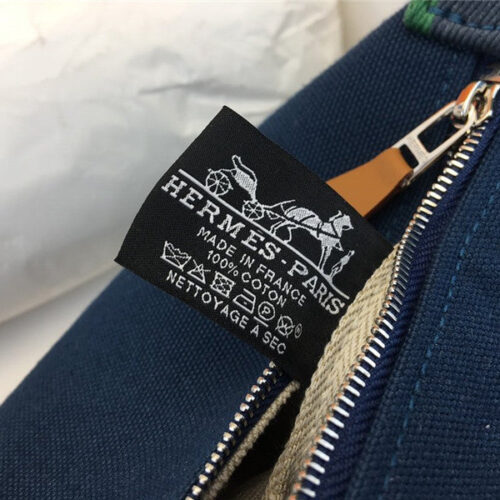 HERMES-PARIS
MADE IN FRANCE
100% COTON
NETTOYAGE A SEC